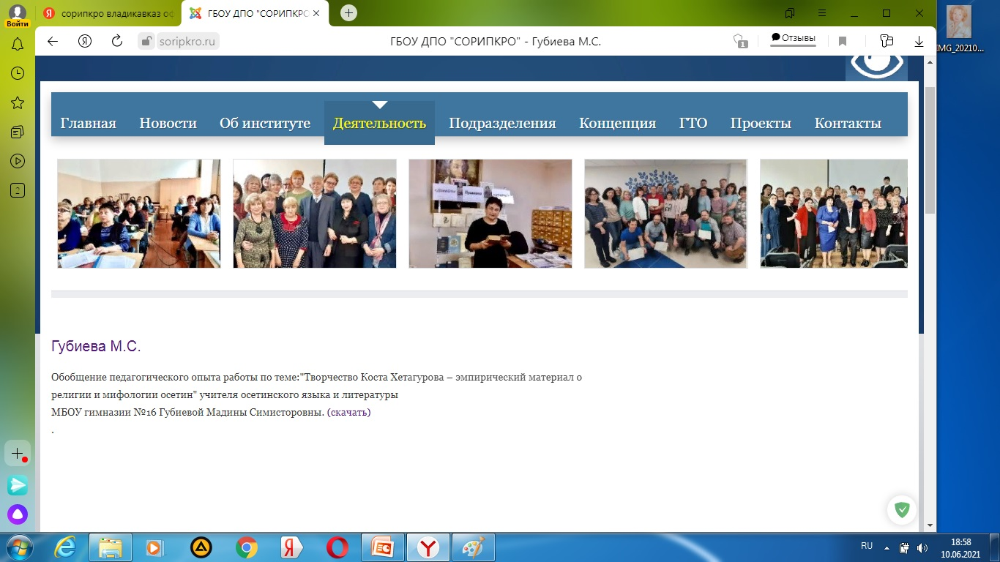 Войти
сорипкро владикавказ оф
ГБОУ ДПО "СОРИПКРО
soripkro.ru
ГБОУ ДПО "СОРИПКРО" - Губиева М.С.
1
Отзывы
IMG_20210...
2
Главная Новости Об институте Деятельность Подразделения Концепция ГТО Проекты Контакты
Губиева М.С.
Обобщение педагогического опыта работы по теме:"Творчество Коста Хетагурова – эмпирический материал о
религии и мифологии осетин" учителя осетинского языка и литературы
МБОУ гимназии №16 Губиевой Мадины Симисторовны. (скачать)
.
RU
18:58
10.06.2021